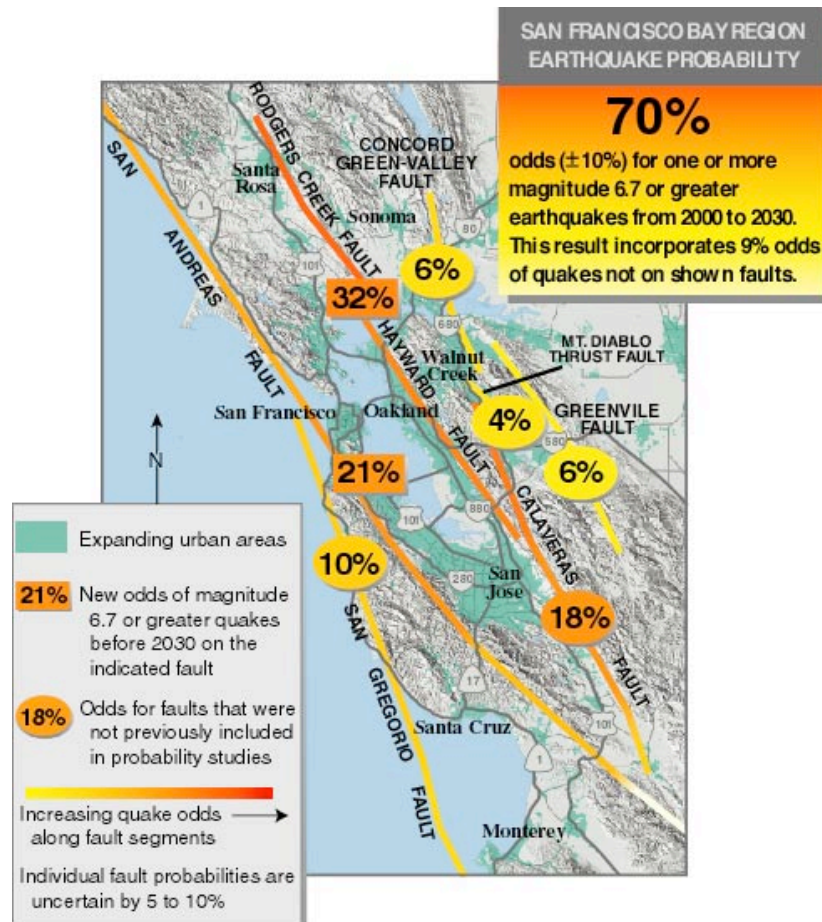 SAN FRANCISCO BAY REGION
EARTHQUAKE PROBABILITY
70%
odds (±10%) for one or more
magnitude 6.7 or greater
earthquakes from 2000 to 2030.
This result incorporates 9% odds
of quakes not on shown faults.
SAN ANDREAS FAULT
RODGERS CREEK FAULT
CONCORD
GREEN-VALLEY
FAULT
Santa
Rosa
Sonoma
1
80
101
6%
32%
680
HAYWARD FAULT
Walnut
Creek
MT. DIABLO
THRUST FAULT
San Francisco
Oakland
4%
GREENVILE
FAULT
580
21%
6%
CALAVERAS FAULT
880
101
10%
280
San
Jose
18%
SAN GREGORIO FAULT
17
Santa Cruz
101
1
Monterey
N
Expanding urban areas
21% New odds of magnitude
6.7 or greater quakes
before 2030 on the
indicated fault
18% Odds for faults that were
not previously included
in probability studies
Increasing quake odds
along fault segments
Individual fault probabilities are
uncertain by 5 to 10%